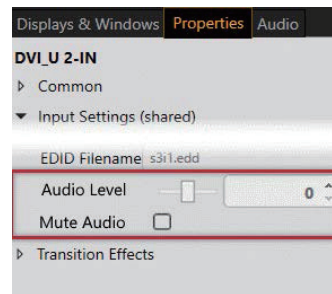 Displays & Windows Properties Audio
DVI_U 2-IN
Common
Input Settings (shared)
EDID Filename s3i1.edd
Audio Level 0
Mute Audio
Transition Effects